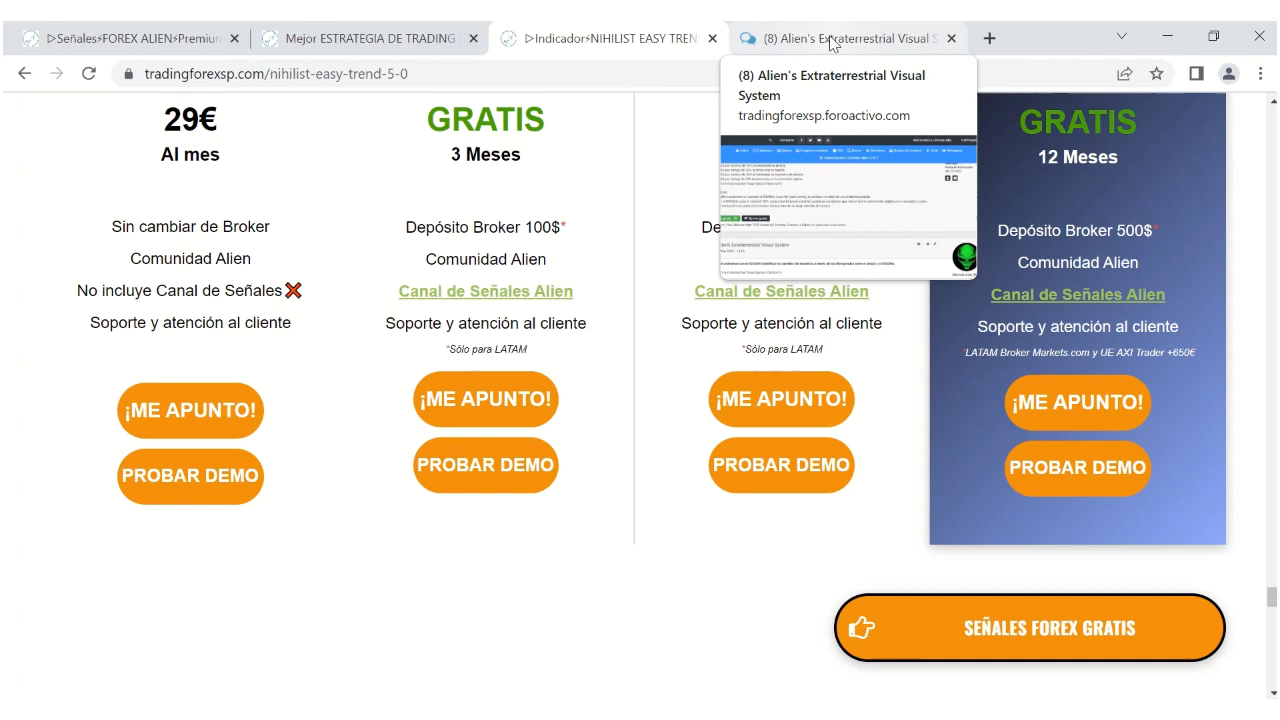 ▷Señales⚡FOREX ALIEN⚡Premium
Mejor ESTRATEGIA DE TRADING
▷Indicador⚡NIHILIST EASY TREN
(8) Alien's Extraterrestrial Visual S
tradingforexsp.com/nihilist-easy-trend-5-0
(8) Alien's Extraterrestrial Visual
System
tradingforexsp.foroactivo.com
29€
Al mes
Sin cambiar de Broker
Comunidad Alien
No incluye Canal de Señales❌
Soporte y atención al cliente
¡ME APUNTO!
PROBAR DEMO
GRATIS
3 Meses
Depósito Broker 100$*
Comunidad Alien
Canal de Señales Alien
Soporte y atención al cliente
*Sólo para LATAM
¡ME APUNTO!
PROBAR DEMO
De
Canal de Señales Alien
Soporte y atención al cliente
*Sólo para LATAM
¡ME APUNTO!
PROBAR DEMO
GRATIS
12 Meses
Depósito Broker 500$*
Comunidad Alien
Canal de Señales Alien
Soporte y atención al cliente
*LATAM Broker Markets.com y UE AXI Trader +650€
¡ME APUNTO!
PROBAR DEMO
SEÑALES FOREX GRATIS